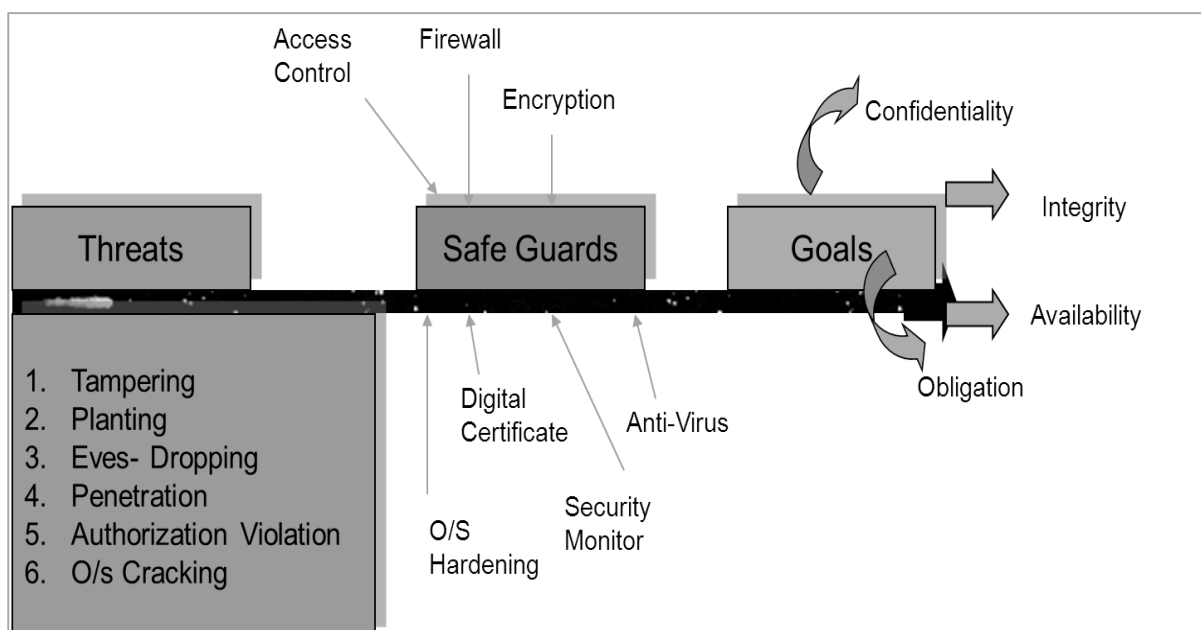 Access
Control
Firewall
Encryption
Confidentiality
Integrity
Threats
Safe Guards
Goals
Availability
Obligation
1. Tampering
2. Planting
3. Eves- Dropping
4. Penetration
5. Authorization Violation
6. O/s Cracking
Digital
Certificate
Anti-Virus
O/S
Hardening
Security
Monitor